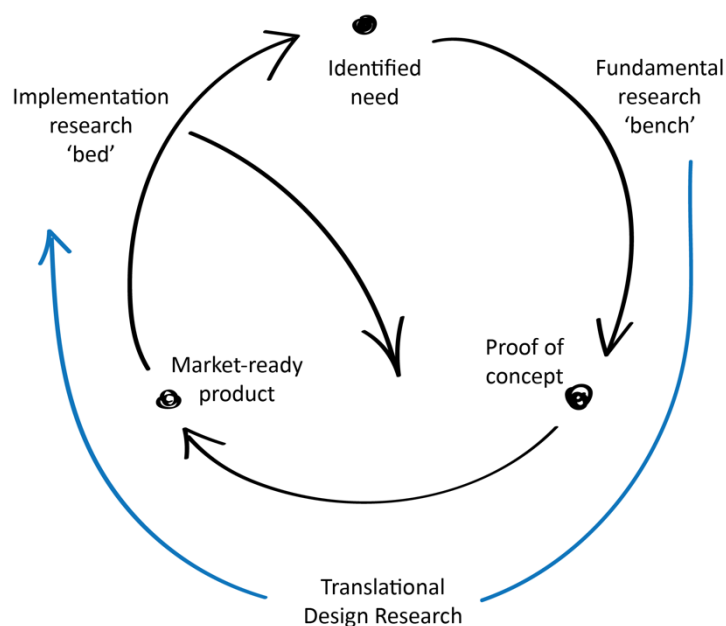 Identified
need
Fundamental
research
‘bench’
Implementation
research
‘bed’
Market-ready
product
Proof of
concept
Translational
Design Research